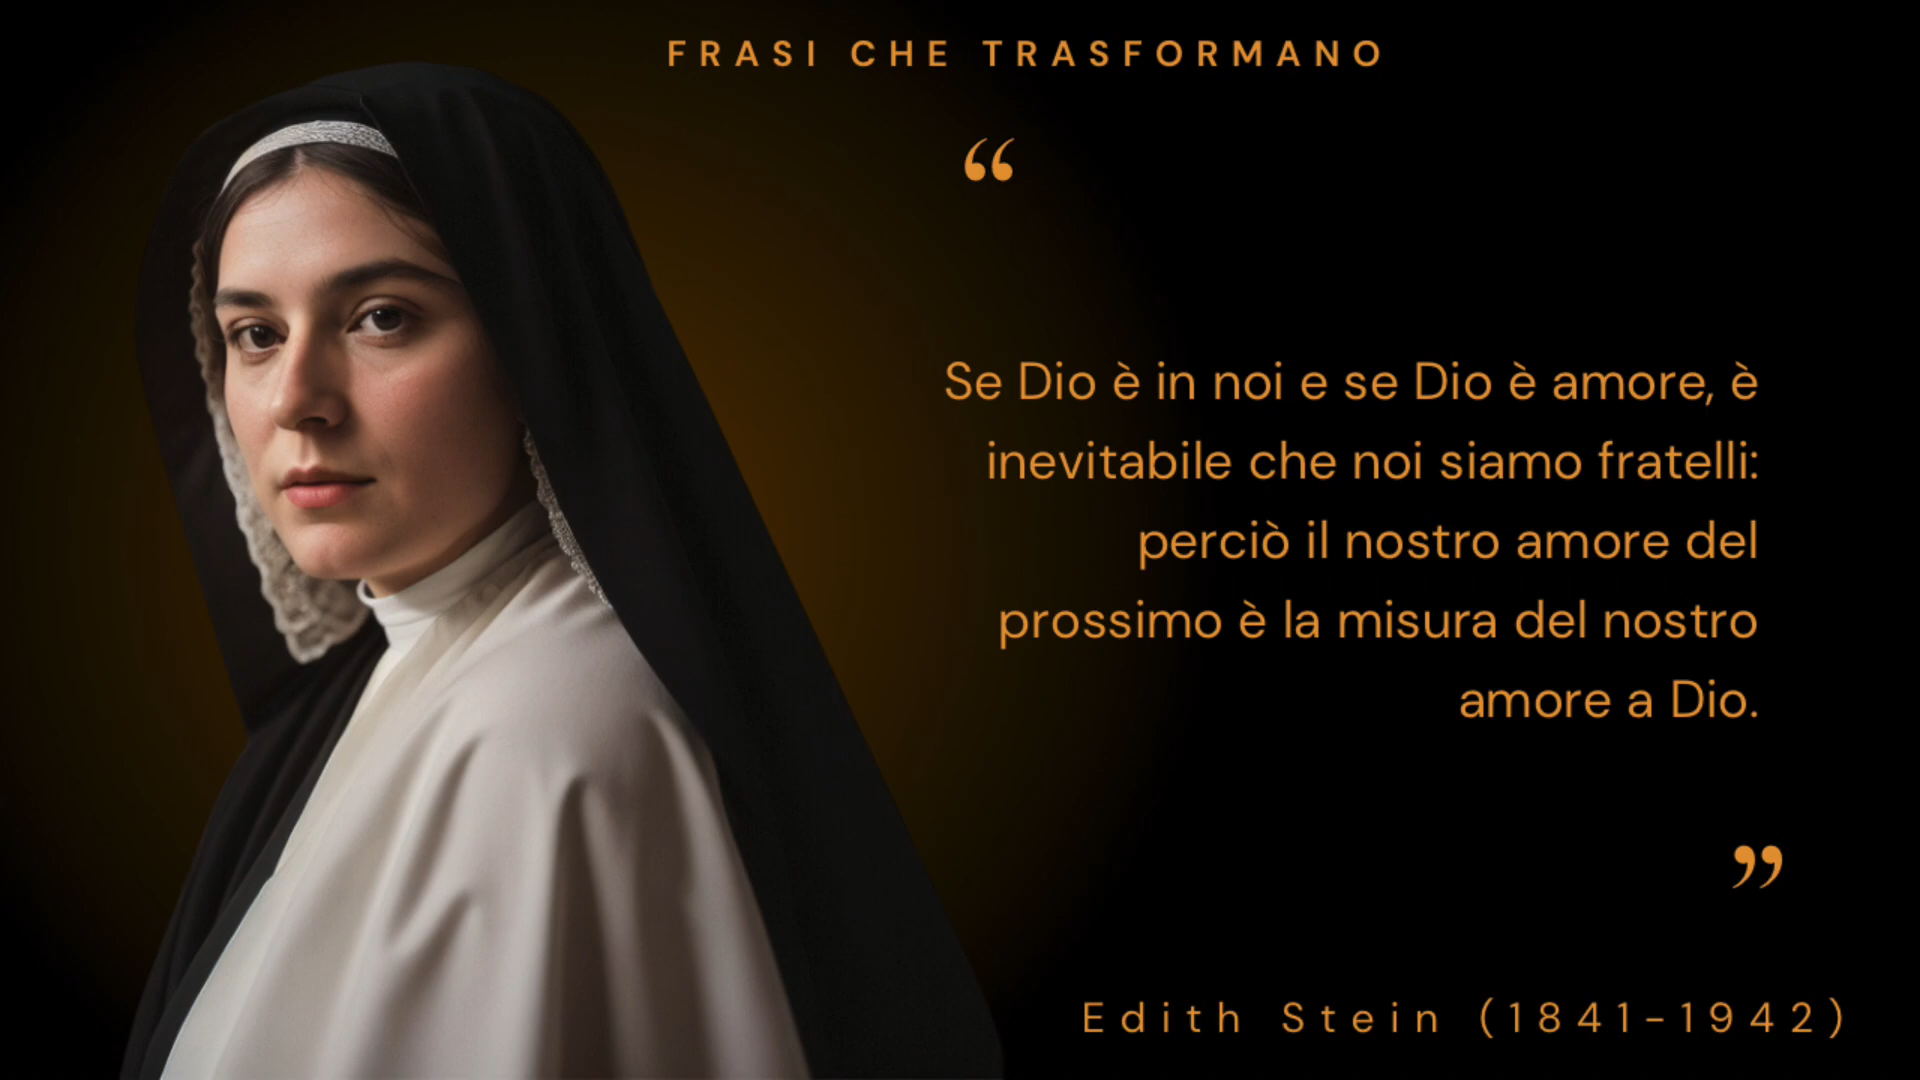 FRASI CHE TRASFORMANO
“
Se Dio è in noi e se Dio è amore, è
inevitabile che noi siamo fratelli:
perciò il nostro amore del
prossimo è la misura del nostro
amore a Dio.
”
Edith Stein (1841-1942)